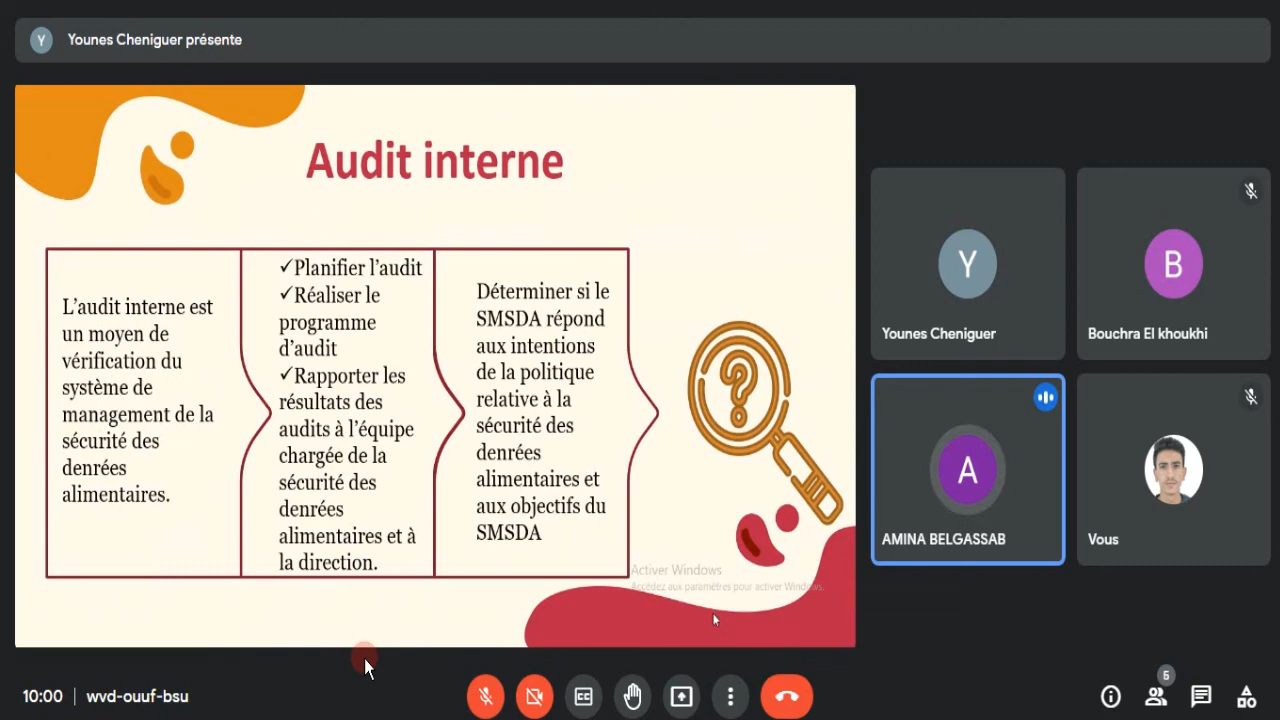 Y
Younes Cheniguer présente
Audit interne
L'audit interne est
un moyen de
vérification du
système de
management de la
sécurité des
denrées
alimentaires.
✓Planifier l'audit
✓Réaliser le
programme
d'audit
✓Rapporter les
résultats des
audits à l'équipe
chargée de la
sécurité des
denrées
alimentaires et à
la direction.
Déterminer si le
SMSDA répond
aux intentions
de la politique
relative à la
sécurité des
denrées
alimentaires et
aux objectifs du
SMSDA
Activer Windows
Accédez aux paramètres pour activer Windows.
Y
Younes Cheniguer
B
Bouchra El khoukhi
A
AMINA BELGASSAB
Vous
10:00 | wvd-ouuf-bsu
5